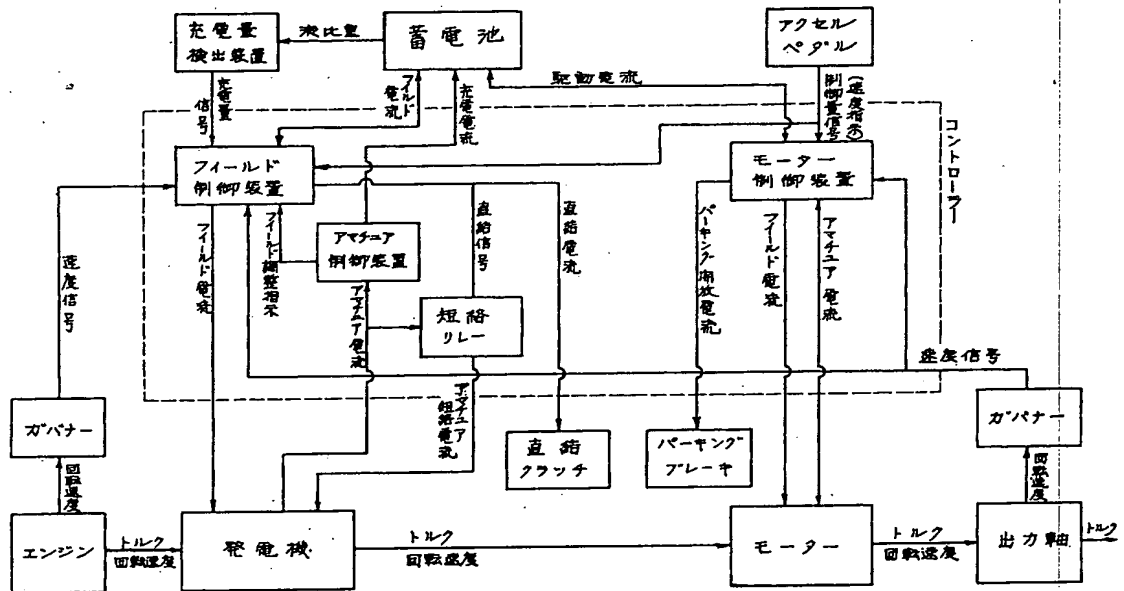 充電量
検出装置
液比重
蓄電池
アクセル
ペダル
駆動電流
充電量
信号
フィールド
電流
充電電流
制御量信号
(速度指示)
コントローラー
フィールド
制御装置
モーター
制御装置
アマチュア
制御装置
フィールド調整指示
直結信号
直結電流
パーキング開放電流
フィールド電流
アマチュア電流
速度信号
フィールド電流
アマチュア電流
短絡
リレー
速度信号
アマチュア
短絡電流
ガバナー
直結
クラッチ
パーキング
ブレーキ
ガバナー
回転速度
回転速度
エンジン
トルク
回転速度
発電機
トルク
回転速度
モーター
トルク
回転速度
出力軸
トルク